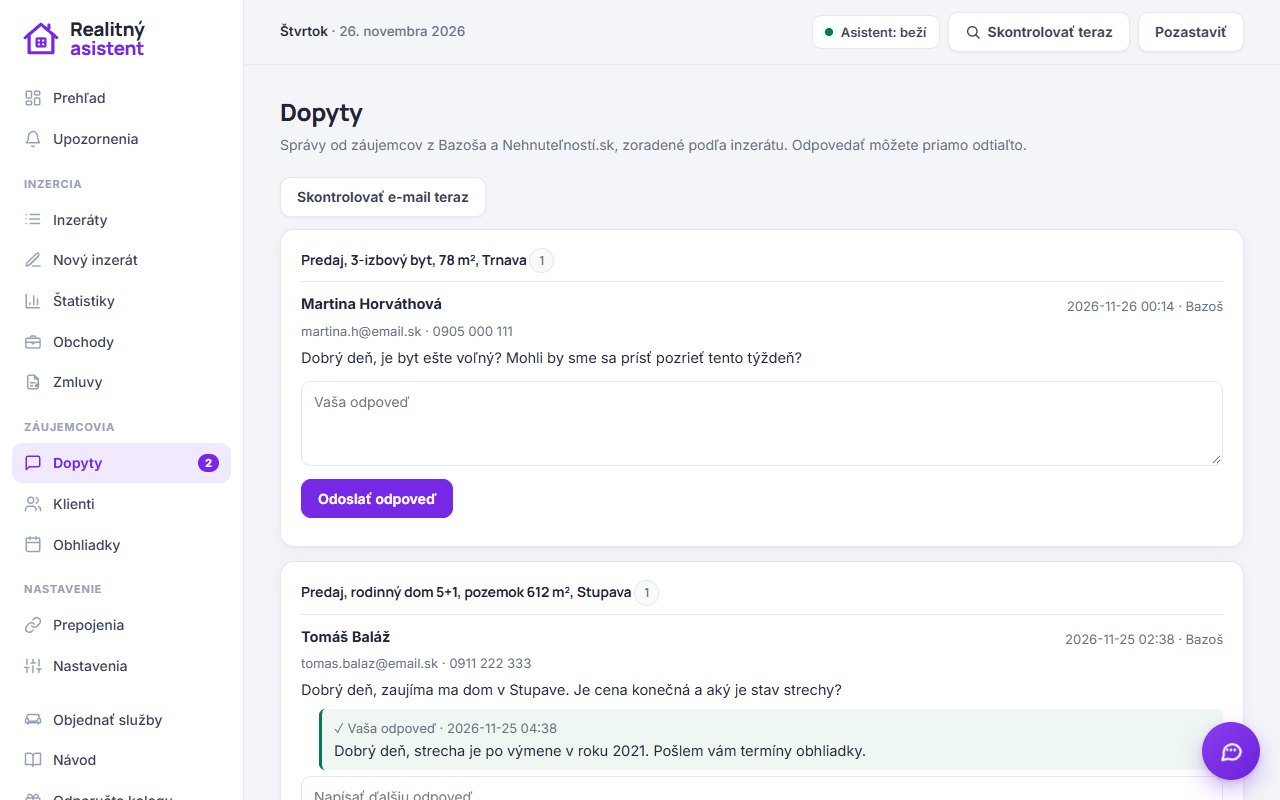 Realitný
asistent
Prehľad
Upozornenia
INZERCIA
Inzeráty
Nový inzerát
Štatistiky
Obchody
Zmluvy
ZÁUJEMCOVIA
Dopyty 2
Klienti
Obhliadky
NASTAVENIE
Prepojenia
Nastavenia
Objednať služby
Návod
Odporučte kolegu
Štvrtok · 26. novembra 2026
Asistent: beží
Skontrolovať teraz
Pozastaviť
Dopyty
Správy od záujemcov z Bazoša a Nehnuteľností.sk, zoradené podľa inzerátu. Odpovedať môžete priamo odtiaľto.
Skontrolovať e-mail teraz
Predaj, 3-izbový byt, 78 m², Trnava 1
Martina Horváthová
2026-11-26 00:14 · Bazoš
martina.h@email.sk · 0905 000 111
Dobrý deň, je byt ešte voľný? Mohli by sme sa prísť pozrieť tento týždeň?
Vaša odpoveď
Odoslať odpoveď
Predaj, rodinný dom 5+1, pozemok 612 m², Stupava 1
Tomáš Baláž
2026-11-25 02:38 · Bazoš
tomas.balaz@email.sk · 0911 222 333
Dobrý deň, zaujíma ma dom v Stupave. Je cena konečná a aký je stav strechy?
✓ Vaša odpoveď · 2026-11-25 04:38
Dobrý deň, strecha je po výmene v roku 2021. Pošlem vám termíny obhliadky.
Napísať ďalšiu odpoveď